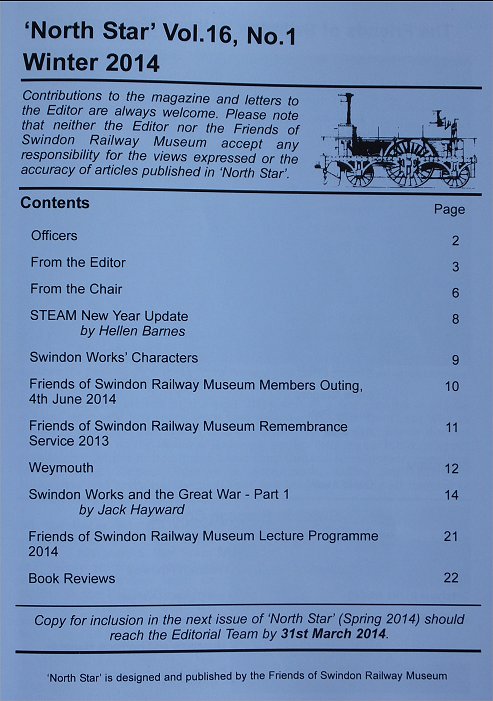 ‘North Star’ Vol.16, No.1
Winter 2014
Contributions to the magazine and letters to
the Editor are always welcome. Please note
that neither the Editor nor the Friends of
Swindon Railway Museum accept any
responsibility for the views expressed or the
accuracy of articles published in ‘North Star’.
Contents Page
Officers 2
From the Editor 3
From the Chair 6
STEAM New Year Update 8
by Hellen Barnes
Swindon Works’ Characters 9
Friends of Swindon Railway Museum Members Outing, 10
4th June 2014
Friends of Swindon Railway Museum Remembrance 11
Service 2013
Weymouth 12
Swindon Works and the Great War - Part 1 14
by Jack Hayward
Friends of Swindon Railway Museum Lecture Programme 21
2014
Book Reviews 22
Copy for inclusion in the next issue of ‘North Star’ (Spring 2014) should
reach the Editorial Team by 31st March 2014.
‘North Star’ is designed and published by the Friends of Swindon Railway Museum